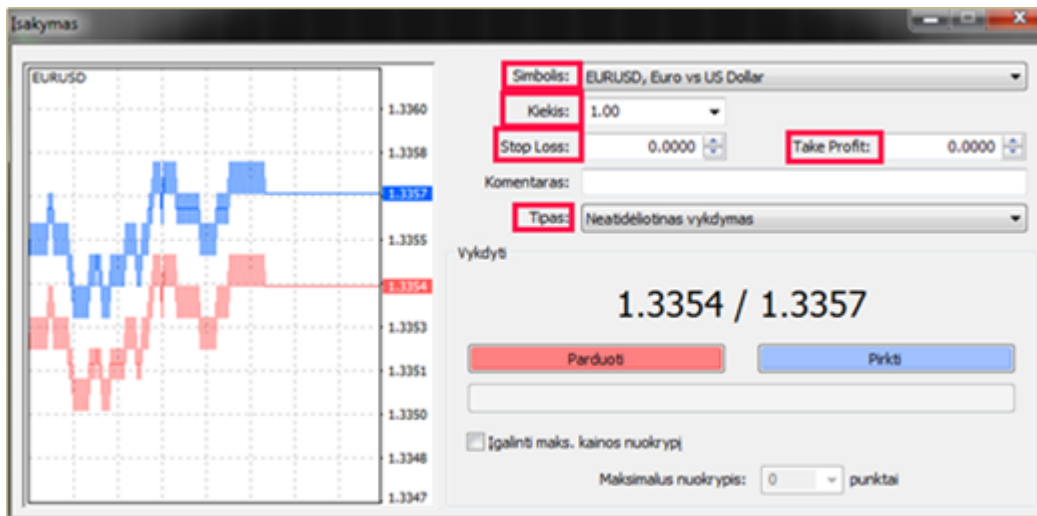 Įsakymas
EURUSD
1.3360
1.3358
1.3357
1.3355
1.3354
1.3353
1.3351
1.3350
1.3348
1.3347
Simbolis: EURUSD, Euro vs US Dollar
Kiekis: 1.00
Stop Loss: 0.0000 Take Profit: 0.0000
Komentaras:
Tipas: Neatidėliotinas vykdymas
Vykdyti
1.3354 / 1.3357
Parduoti Pirkti
Įgalinti maks. kainos nuokrypį
Maksimalus nuokrypis: 0 punktai